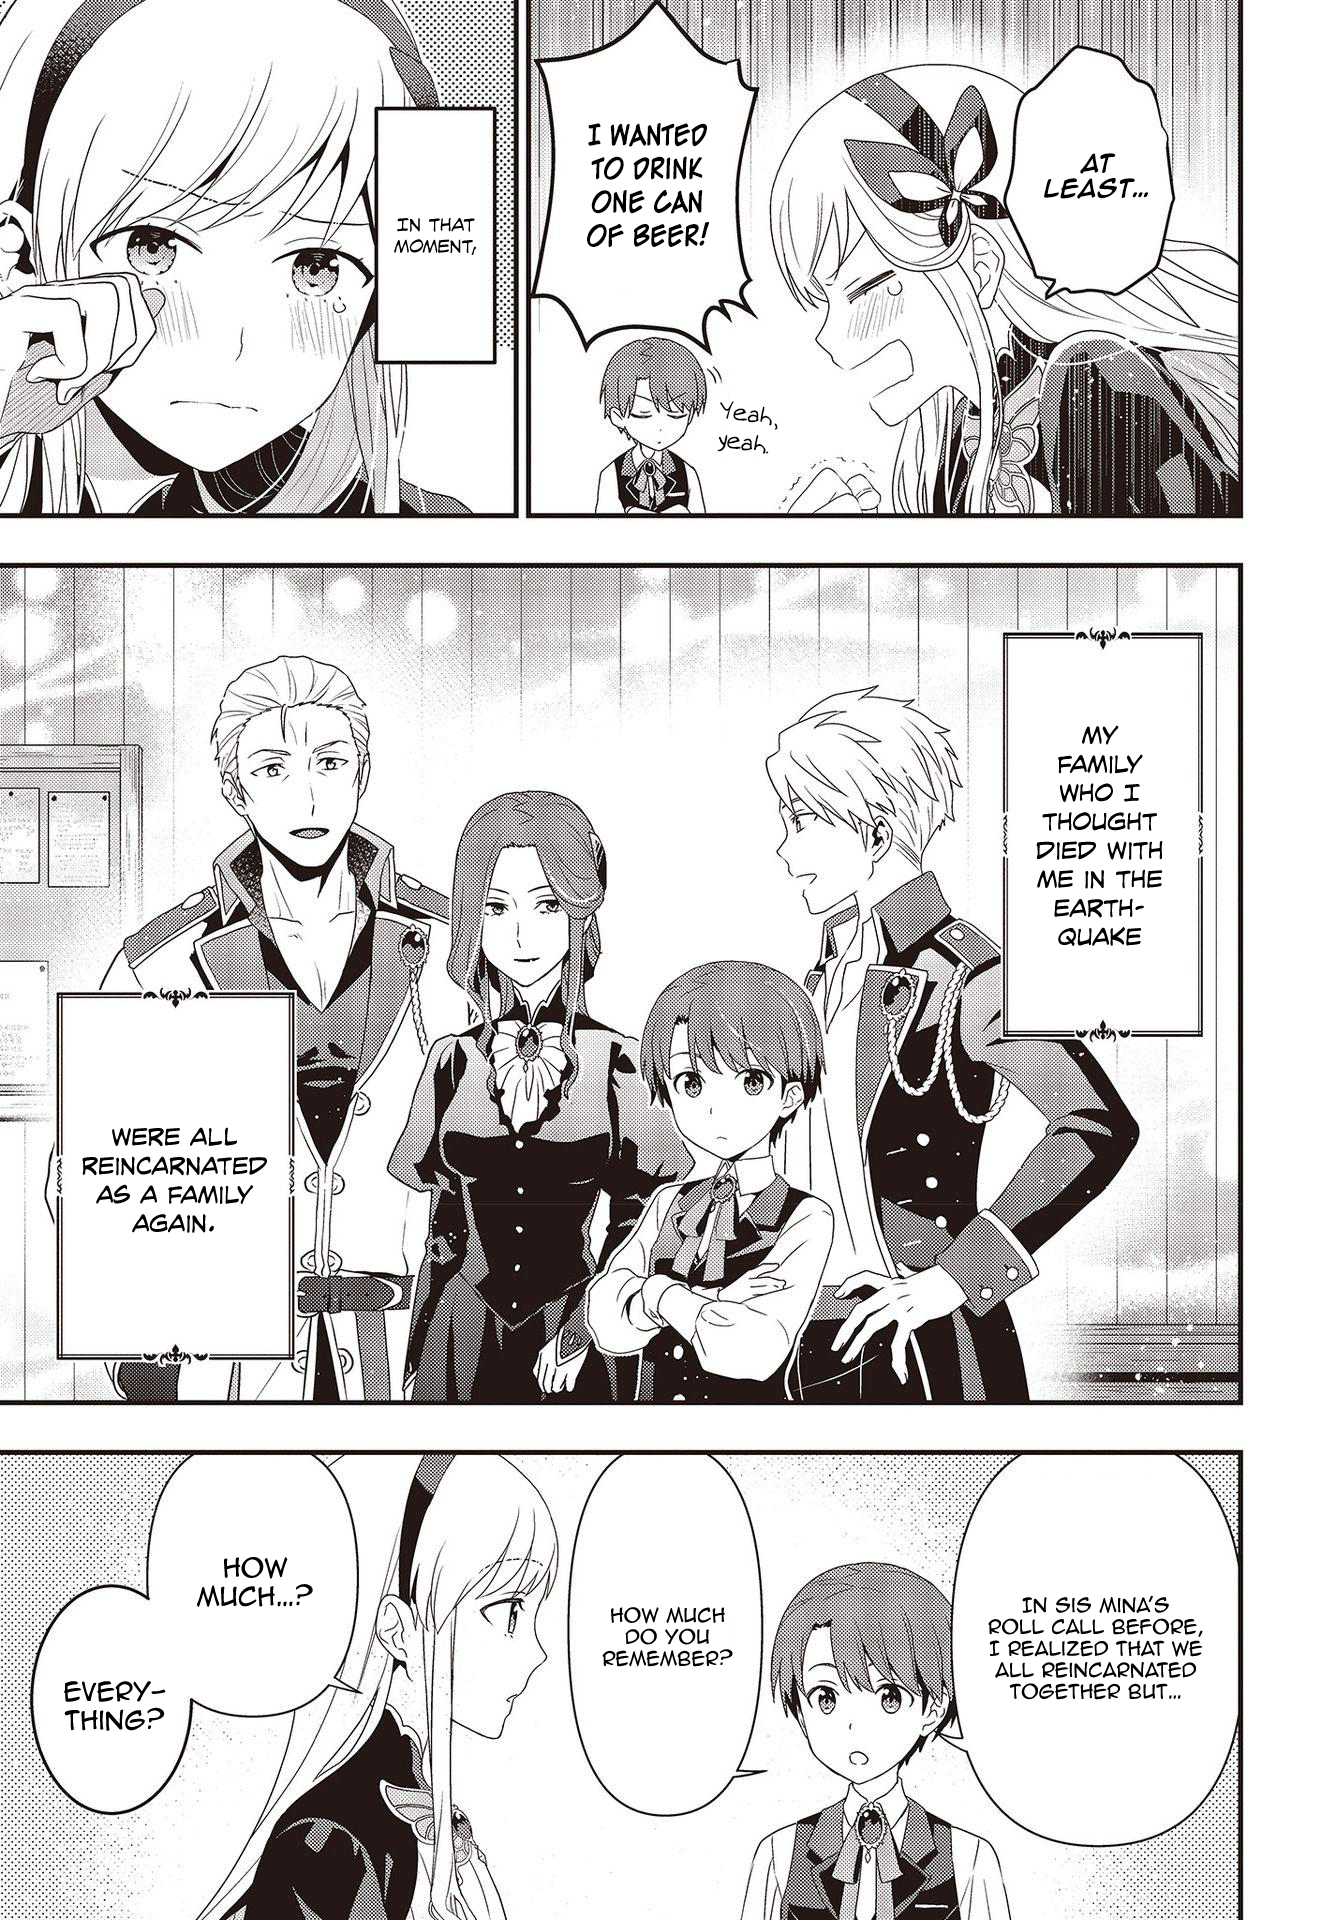 AT
LEAST...
I WANTED
TO DRINK
ONE CAN
OF BEER!
Yeah,
yeah.
IN THAT
MOMENT,
MY
FAMILY
WHO I
THOUGHT
DIED WITH
ME IN THE
EARTH-
QUAKE
WERE ALL
REINCARNATED
AS A FAMILY
AGAIN.
IN SIS MINA'S
ROLL CALL BEFORE,
I REALIZED THAT WE
ALL REINCARNATED
TOGETHER BUT...
HOW MUCH
DO YOU
REMEMBER?
HOW
MUCH...?
EVERY-
THING?